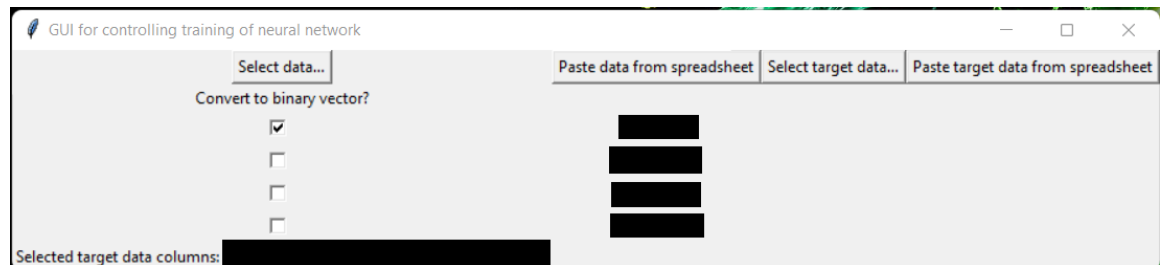 GUI for controlling training of neural network
Select data... Paste data from spreadsheet Select target data... Paste target data from spreadsheet
Convert to binary vector?
Selected target data columns: